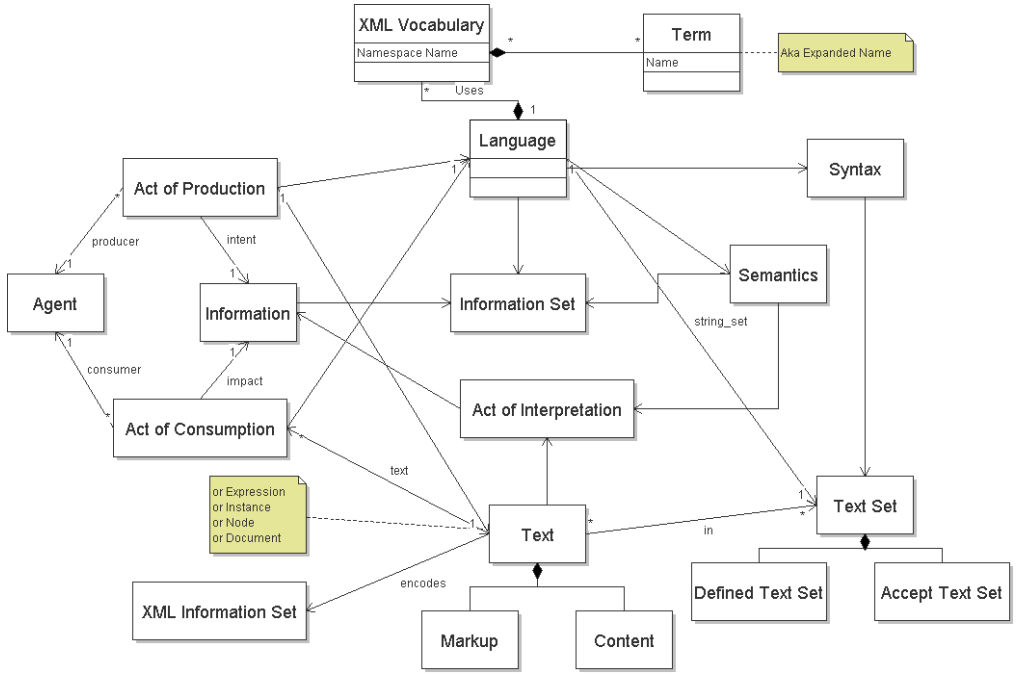 XML Vocabulary
Namespace Name
*
*
Term
Name
Aka Expanded Name
*
Uses
1
Language
1
1
Syntax
Act of Production
*
1
producer
intent
1
1
Agent
Information
Information Set
Semantics
string_set
1
1
consumer
impact
*
Act of Consumption
*
Act of Interpretation
text
or Expression
or Instance
or Node
or Document
1
Text
*
in
1
*
Text Set
encodes
XML Information Set
Defined Text Set
Accept Text Set
Markup
Content